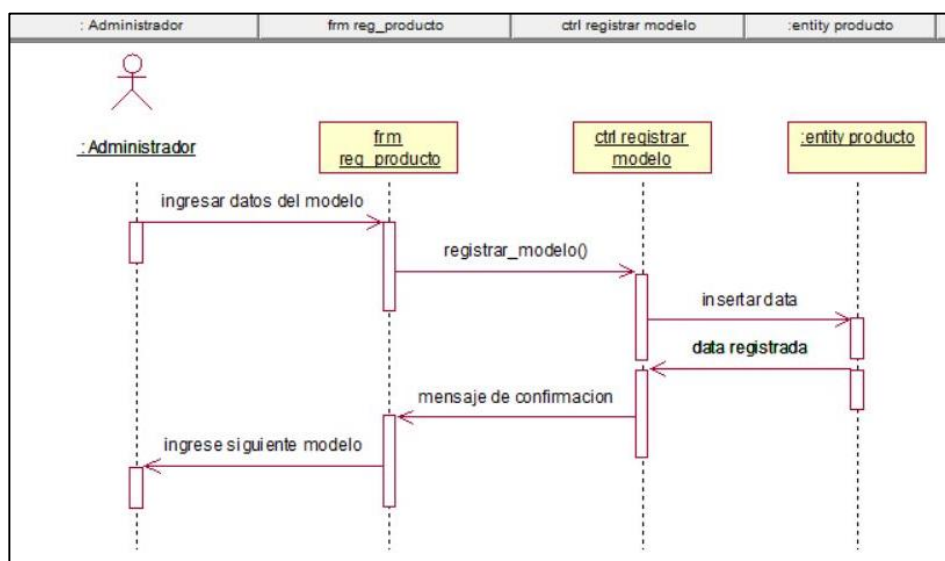 : Administrador
frm reg_producto
ctrl registrar modelo
:entity producto
: Administrador
frm
reg_producto
ctrl registrar
modelo
:entity producto
ingresar datos del modelo
registrar_modelo()
insertar data
data registrada
mensaje de confirmacion
ingrese siguiente modelo